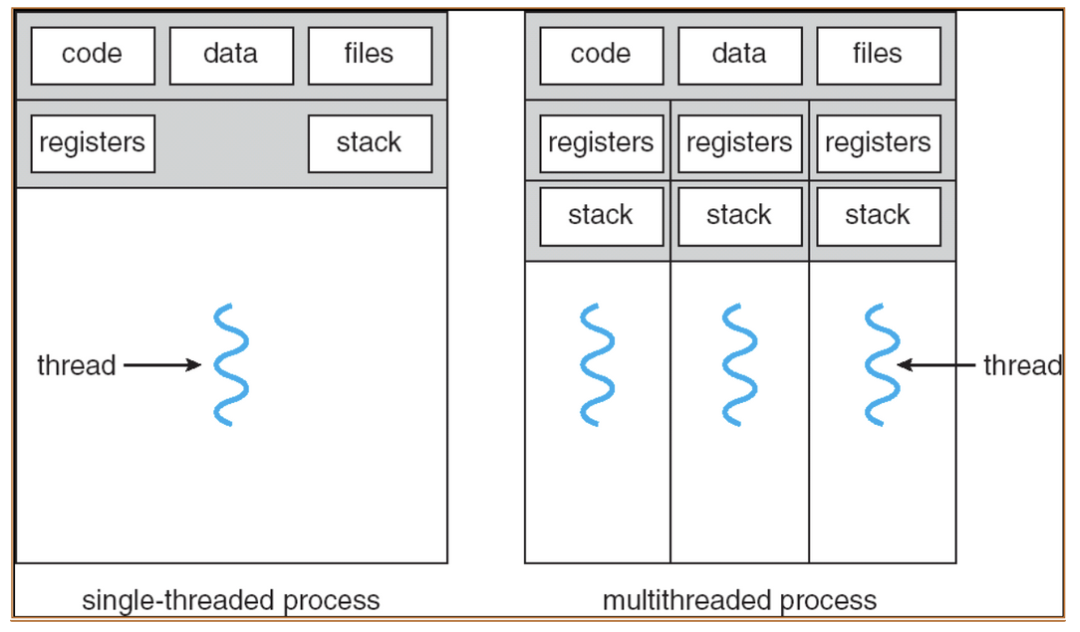 code data files code data files
registers stack registers registers registers
stack stack stack
thread thread
single-threaded process multithreaded process